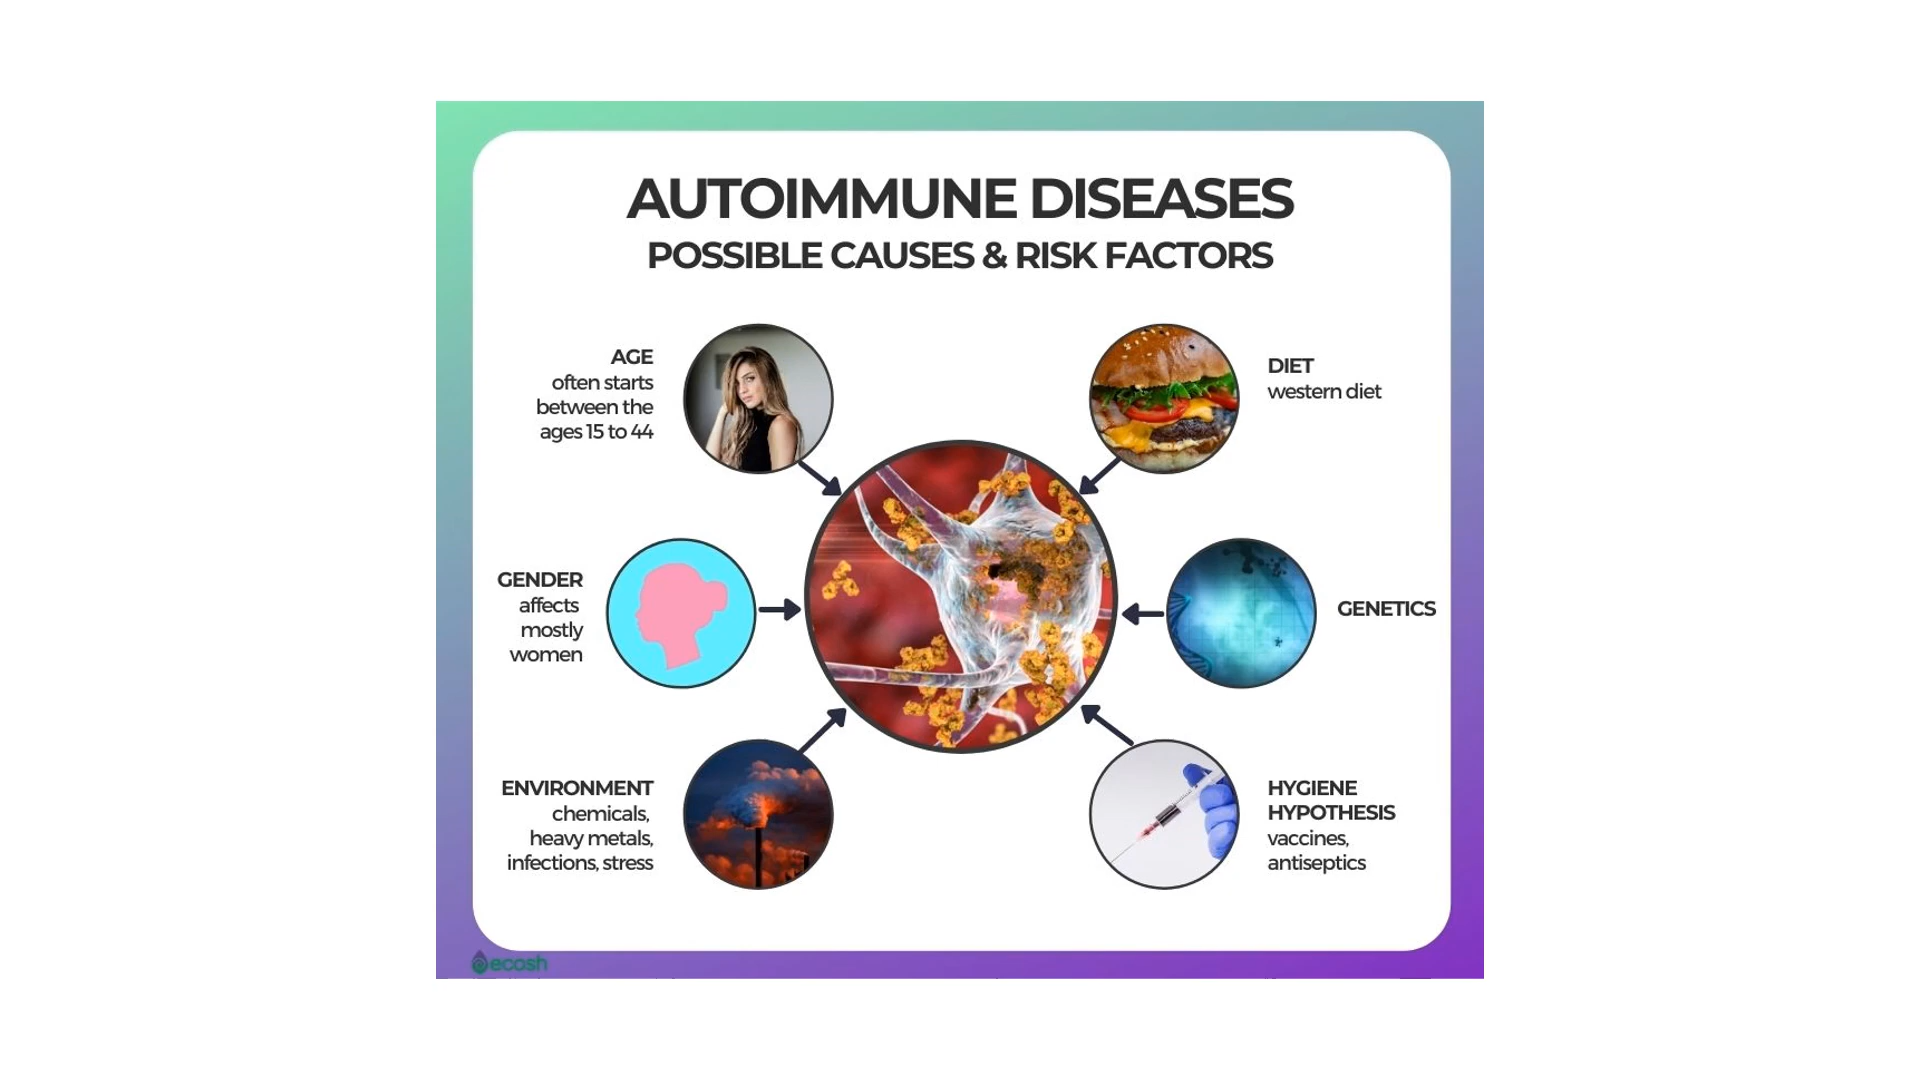 AUTOIMMUNE DISEASES
POSSIBLE CAUSES & RISK FACTORS
AGE
often starts
between the
ages 15 to 44
DIET
western diet
GENDER
affects
mostly
women
GENETICS
ENVIRONMENT
chemicals,
heavy metals,
infections, stress
HYGIENE
HYPOTHESIS
vaccines,
antiseptics
ecosh